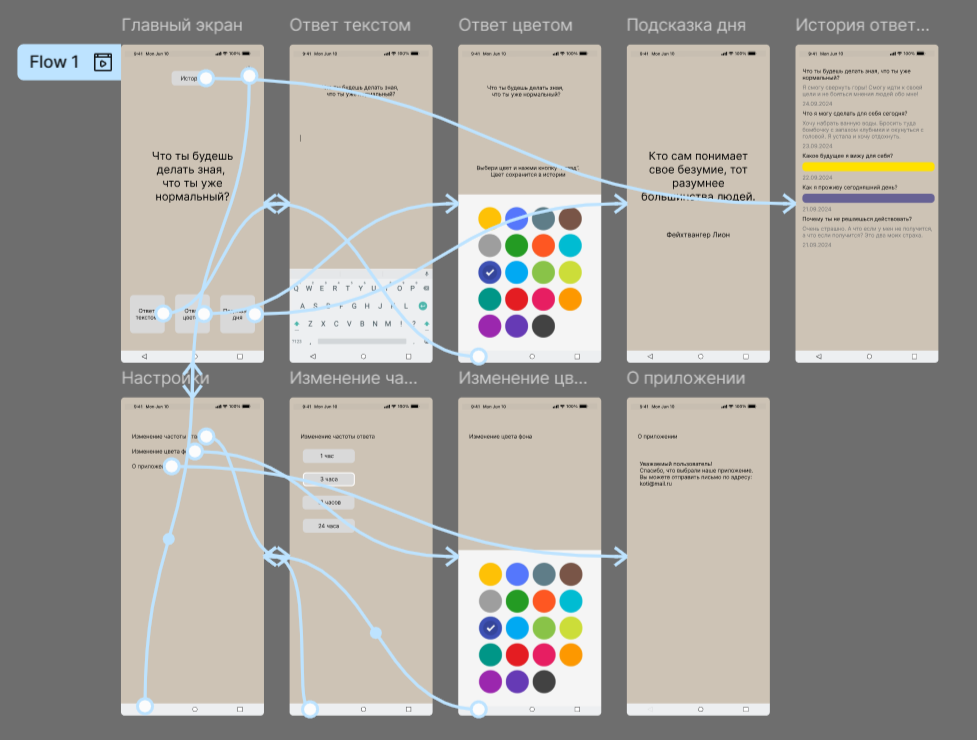 Главный экран
Ответ текстом
Ответ цветом
Подсказка дня
История ответ...
Flow 1
9:41 Mon Jun 10
100%
Истор
Что ты будешь
делать зная,
что ты уже
нормальный?
Ответ
текстом
Отве
цвето
дня
9:41 Mon Jun 10
100%
Что ты будешь делать зная,
что ты уже нормальный?
Q W E R T Y U I O P
A S D F G H J K L
Z X C V B N M ! ?
?123 , .
9:41 Mon Jun 10
100%
Что ты будешь делать зная,
что ты уже нормальный?
Выбери цвет и нажми кнопку
Цвет сохранится в истории
9:41 Mon Jun 10
100%
Кто сам понимает
свое безумие, тот
разумнее
большинства людей.
Фейхтвангер Лион
9:41 Mon Jun 10
100%
Что ты будешь делать зная, что ты уже
нормальный?
Я смогу свернуть горы! Смогу идти к своей
цели и не бояться мнения людей обо мне!
24.09.2024
Что я могу сделать для себя сегодня?
Хочу набрать ванную воды. Бросить туда
бомбочку с запахом клубники и окунуться с
головой. Я устала и хочу отдохнуть.
23.09.2024
Какое будущее я вижу для себя?
22.09.2024
Как я проживу сегодняшний день?
21.09.2024
Почему ты не решаешься действовать?
Очень страшно. А что если у мен не получится,
а что если получится? Это два моих страха.
21.09.2024
Настройки
Изменение ча...
Изменение цв...
О приложении
9:41 Mon Jun 10
100%
Изменение частоты отв
Изменение цвета ф
О приложен
9:41 Mon Jun 10
100%
Изменение частоты ответа
1 час
3 часа
часов
24 часа
9:41 Mon Jun 10
100%
Изменение цвета фона
9:41 Mon Jun 10
100%
О приложении
Уважаемый пользователь!
Спасибо, что выбрали наше приложение.
Вы можете отправить письмо по адресу:
koti@mail.ru